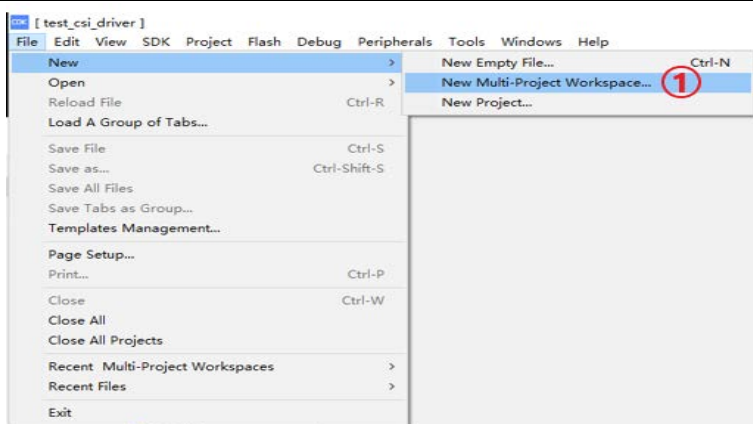 CDK [ test_csi_driver ]
File Edit View SDK Project Flash Debug Peripherals Tools Windows Help
New >
Open >
Reload File Ctrl-R
Load A Group of Tabs...
Save File Ctrl-S
Save as... Ctrl-Shift-S
Save All Files
Save Tabs as Group...
Templates Management...
Page Setup...
Print... Ctrl-P
Close Ctrl-W
Close All
Close All Projects
Recent Multi-Project Workspaces >
Recent Files >
Exit
New Empty File... Ctrl-N
New Multi-Project Workspace... ①
New Project...